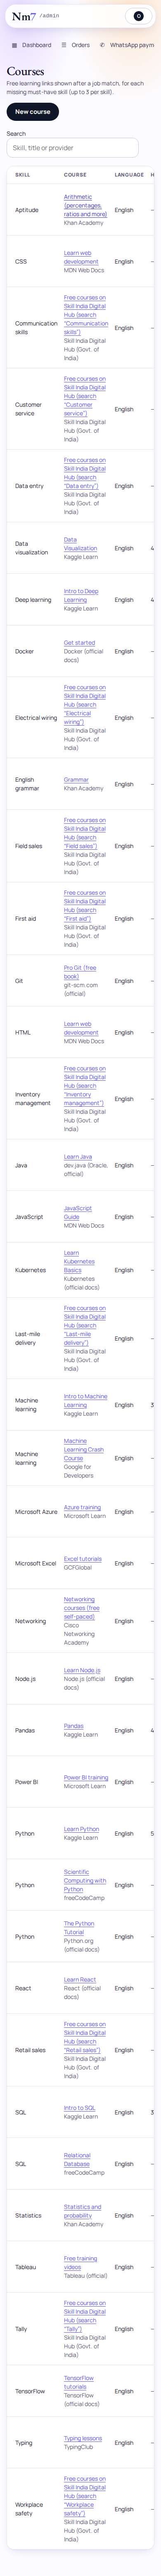 Nm7 /admin
O
Dashboard Orders WhatsApp paym
Courses
Free learning links shown after a job match, for each
missing must-have skill (up to 3 per skill).
New course
Search
Skill, title or provider
SKILL COURSE LANGUAGE H
Aptitude
Arithmetic
(percentages,
ratios and more)
Khan Academy
English –
CSS
Learn web
development
MDN Web Docs
English –
Communication
skills
Free courses on
Skill India Digital
Hub (search
"Communication
skills")
Skill India Digital
Hub (Govt. of
India)
English –
Customer
service
Free courses on
Skill India Digital
Hub (search
"Customer
service")
Skill India Digital
Hub (Govt. of
India)
English –
Data entry
Free courses on
Skill India Digital
Hub (search
"Data entry")
Skill India Digital
Hub (Govt. of
India)
English –
Data
visualization
Data
Visualization
Kaggle Learn
English 4
Deep learning
Intro to Deep
Learning
Kaggle Learn
English 4
Docker
Get started
Docker (official
docs)
English –
Electrical wiring
Free courses on
Skill India Digital
Hub (search
"Electrical
wiring")
Skill India Digital
Hub (Govt. of
India)
English –
English
grammar
Grammar
Khan Academy
English –
Field sales
Free courses on
Skill India Digital
Hub (search
"Field sales")
Skill India Digital
Hub (Govt. of
India)
English –
First aid
Free courses on
Skill India Digital
Hub (search
"First aid")
Skill India Digital
Hub (Govt. of
India)
English –
Git
Pro Git (free
book)
git-scm.com
(official)
English –
HTML
Learn web
development
MDN Web Docs
English –
Inventory
management
Free courses on
Skill India Digital
Hub (search
"Inventory
management")
Skill India Digital
Hub (Govt. of
India)
English –
Java
Learn Java
dev.java (Oracle,
official)
English –
JavaScript
JavaScript
Guide
MDN Web Docs
English –
Kubernetes
Learn
Kubernetes
Basics
Kubernetes
(official docs)
English –
Last-mile
delivery
Free courses on
Skill India Digital
Hub (search
"Last-mile
delivery")
Skill India Digital
Hub (Govt. of
India)
English –
Machine
learning
Intro to Machine
Learning
Kaggle Learn
English 3
Machine
learning
Machine
Learning Crash
Course
Google for
Developers
English –
Microsoft Azure
Azure training
Microsoft Learn
English –
Microsoft Excel
Excel tutorials
GCFGlobal
English –
Networking
Networking
courses (free
self-paced)
Cisco
Networking
Academy
English –
Node.js
Learn Node.js
Node.js (official
docs)
English –
Pandas
Pandas
Kaggle Learn
English 4
Power BI
Power BI training
Microsoft Learn
English –
Python
Learn Python
Kaggle Learn
English 5
Python
Scientific
Computing with
Python
freeCodeCamp
English –
Python
The Python
Tutorial
Python.org
(official docs)
English –
React
Learn React
React (official
docs)
English –
Retail sales
Free courses on
Skill India Digital
Hub (search
"Retail sales")
Skill India Digital
Hub (Govt. of
India)
English –
SQL
Intro to SQL
Kaggle Learn
English 3
SQL
Relational
Database
freeCodeCamp
English –
Statistics
Statistics and
probability
Khan Academy
English –
Tableau
Free training
videos
Tableau (official)
English –
Tally
Free courses on
Skill India Digital
Hub (search
"Tally")
Skill India Digital
Hub (Govt. of
India)
English –
TensorFlow
TensorFlow
tutorials
TensorFlow
(official docs)
English –
Typing
Typing lessons
TypingClub
English –
Workplace
safety
Free courses on
Skill India Digital
Hub (search
"Workplace
safety")
Skill India Digital
Hub (Govt. of
India)
English –